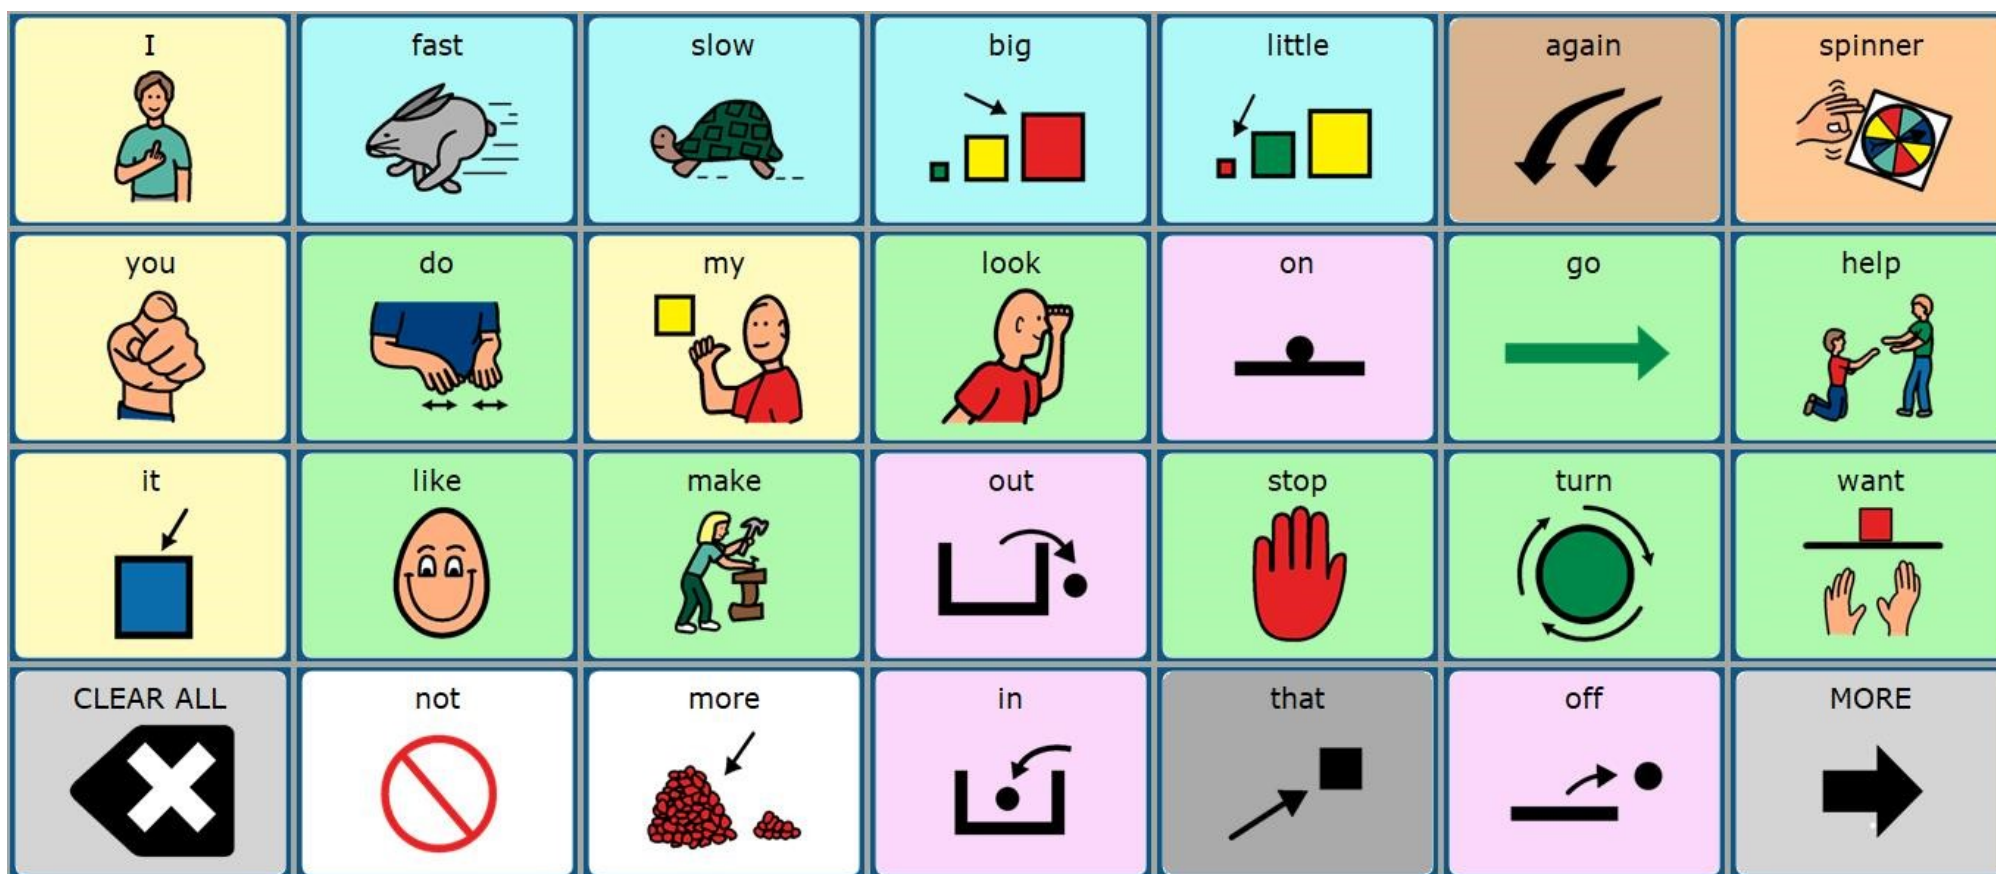 I fast slow big little again spinner
you do my look on go help
it like make out stop turn want
CLEAR ALL not more in that off MORE